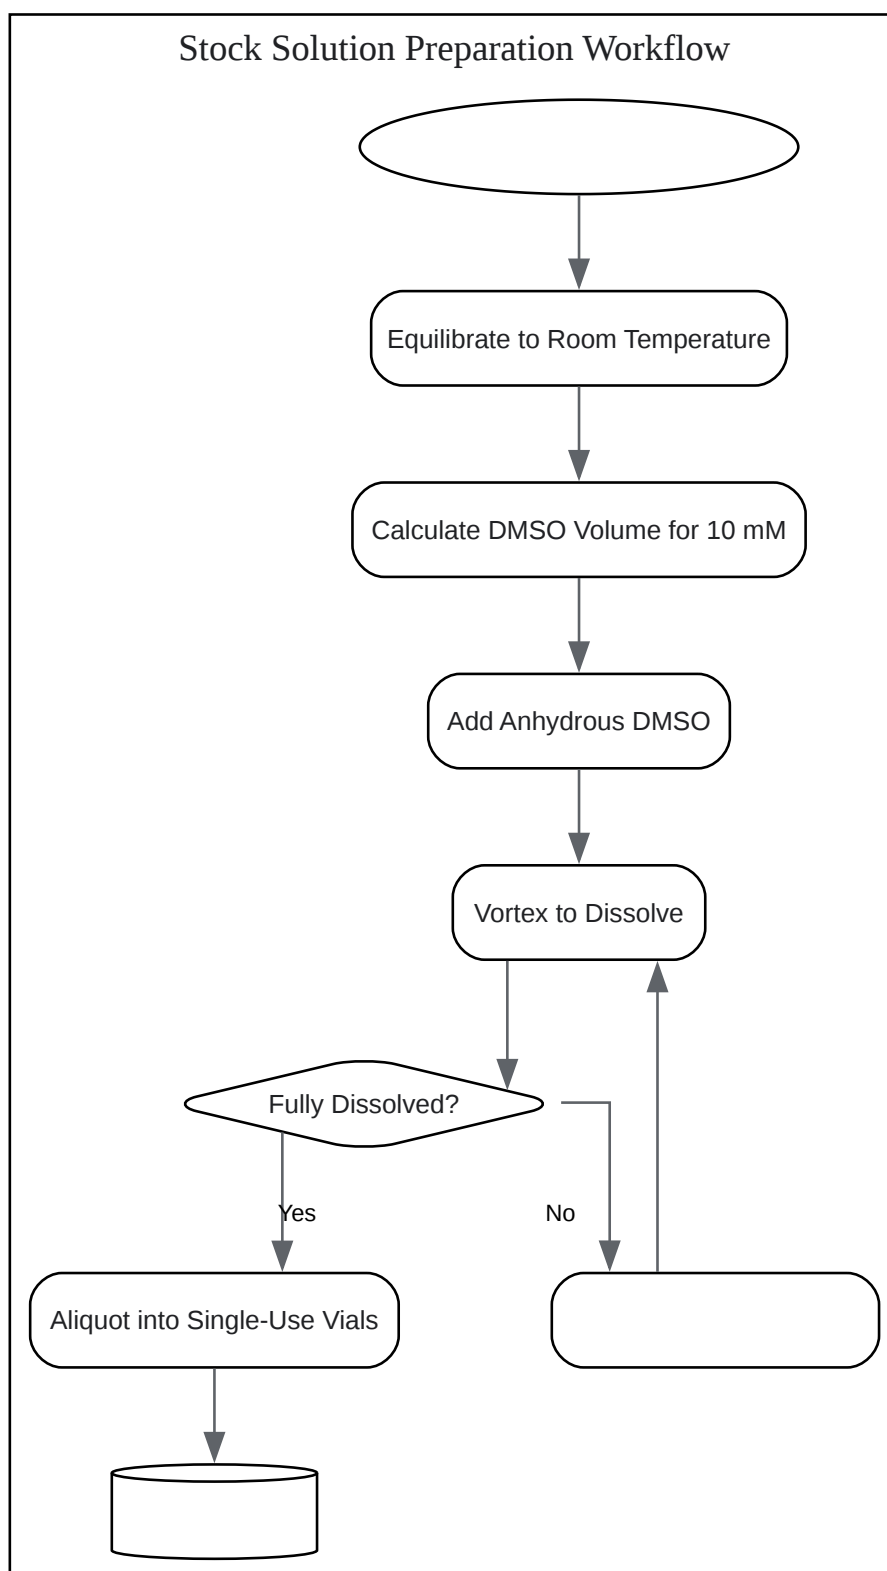 Stock Solution Preparation Workflow
Equilibrate to Room Temperature
Calculate DMSO Volume for 10 mM
Add Anhydrous DMSO
Vortex to Dissolve
Fully Dissolved?
Yes
No
Aliquot into Single-Use Vials